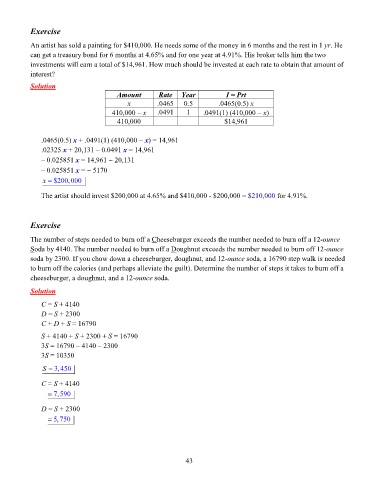 Exercise
An artist has sold a painting for $410,000. He needs some of the money in 6 months and the rest in 1 yr. He
can get a treasury bond for 6 months at 4.65% and for one year at 4.91%. His broker tells him the two
investments will earn a total of $14,961. How much should be invested at each rate to obtain that amount of
interest?
Solution
Amount Rate Year I = Prt
x .0465 0.5 .0465(0.5) x
410,000 – x .0491 1 .0491(1) (410,000 – x)
410,000 $14,961
.0465(0.5) x + .0491(1) (410,000 – x) = 14,961
.02325 x + 20,131 – 0.0491 x = 14,961
– 0.025851 x = 14,961 – 20,131
– 0.025851 x = – 5170
x = $200,000
The artist should invest $200,000 at 4.65% and $410,000 - $200,000 = $210,000 for 4.91%.
Exercise
The number of steps needed to burn off a Cheeseburger exceeds the number needed to burn off a 12-ounce
Soda by 4140. The number needed to burn off a Doughnut exceeds the number needed to burn off 12-ounce
soda by 2300. If you chow down a cheeseburger, doughnut, and 12-ounce soda, a 16790 step walk is needed
to burn off the calories (and perhaps alleviate the guilt). Determine the number of steps it takes to burn off a
cheeseburger, a doughnut, and a 12-ounce soda.
Solution
C = S + 4140
D = S + 2300
C + D + S = 16790
S + 4140 + S + 2300 + S = 16790
3S = 16790 – 4140 – 2300
3S = 10350
S = 3,450
C = S + 4140
= 7,590
D = S + 2300
= 5,750
43